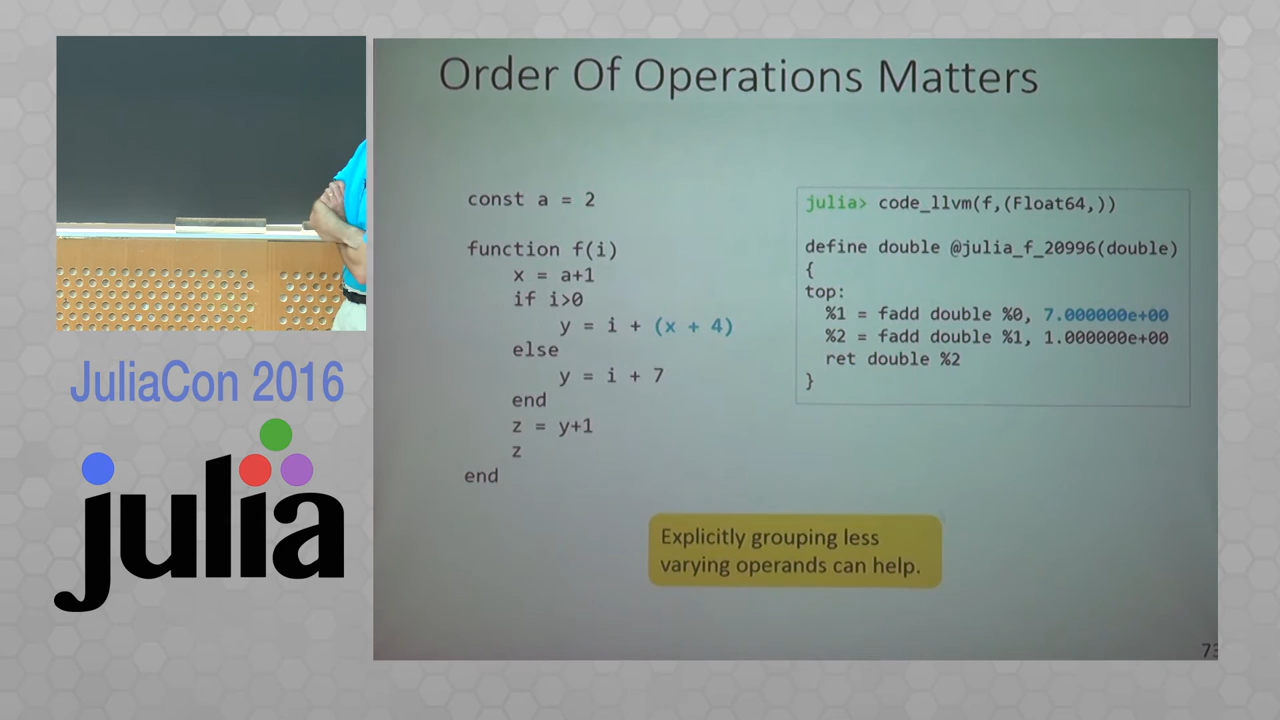 Order Of Operations Matters
const a = 2
function f(i)
x = a+1
if i>0
y = i + (x + 4)
else
y = i + 7
end
z = y+1
z
end
julia> code_llvm(f,(Float64,))
define double @julia_f_20996(double)
{
top:
%1 = fadd double %0, 7.000000e+00
%2 = fadd double %1, 1.000000e+00
ret double %2
}
Explicitly grouping less
varying operands can help.
JuliaCon 2016
julia